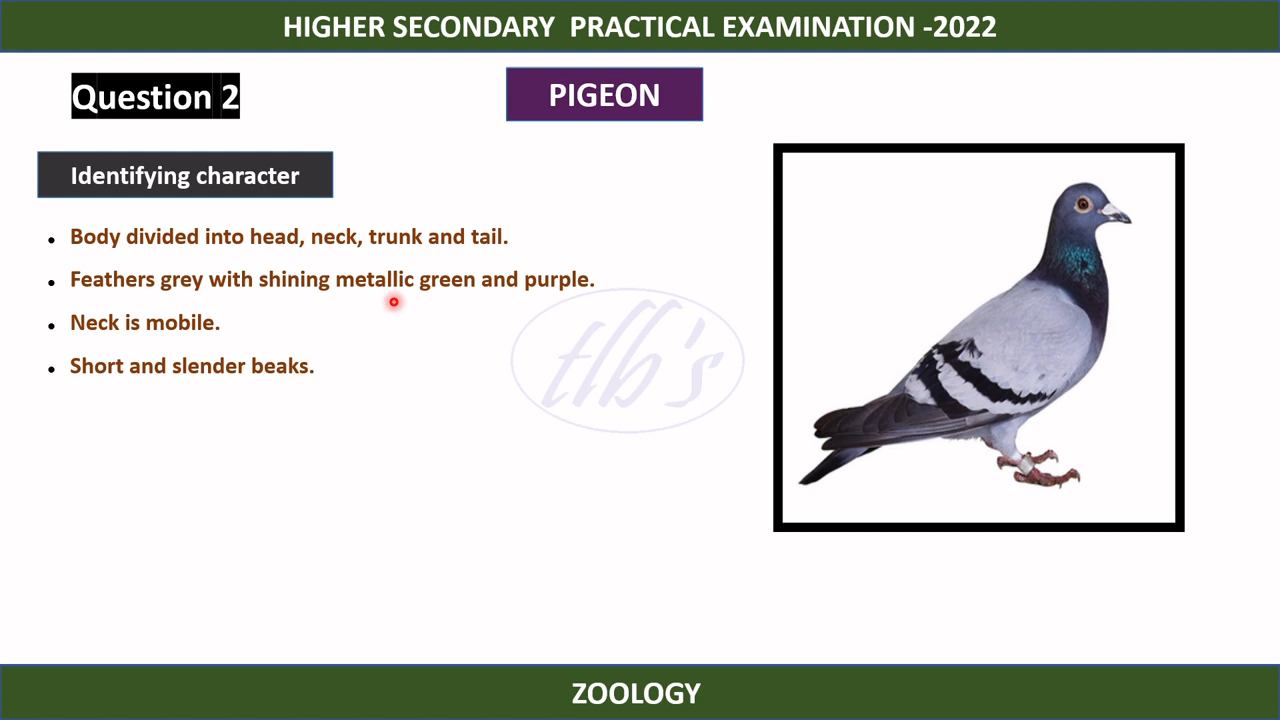 HIGHER SECONDARY PRACTICAL EXAMINATION -2022
Question 2
PIGEON
Identifying character
• Body divided into head, neck, trunk and tail.
• Feathers grey with shining metallic green and purple.
• Neck is mobile.
• Short and slender beaks.
tlb's
ZOOLOGY